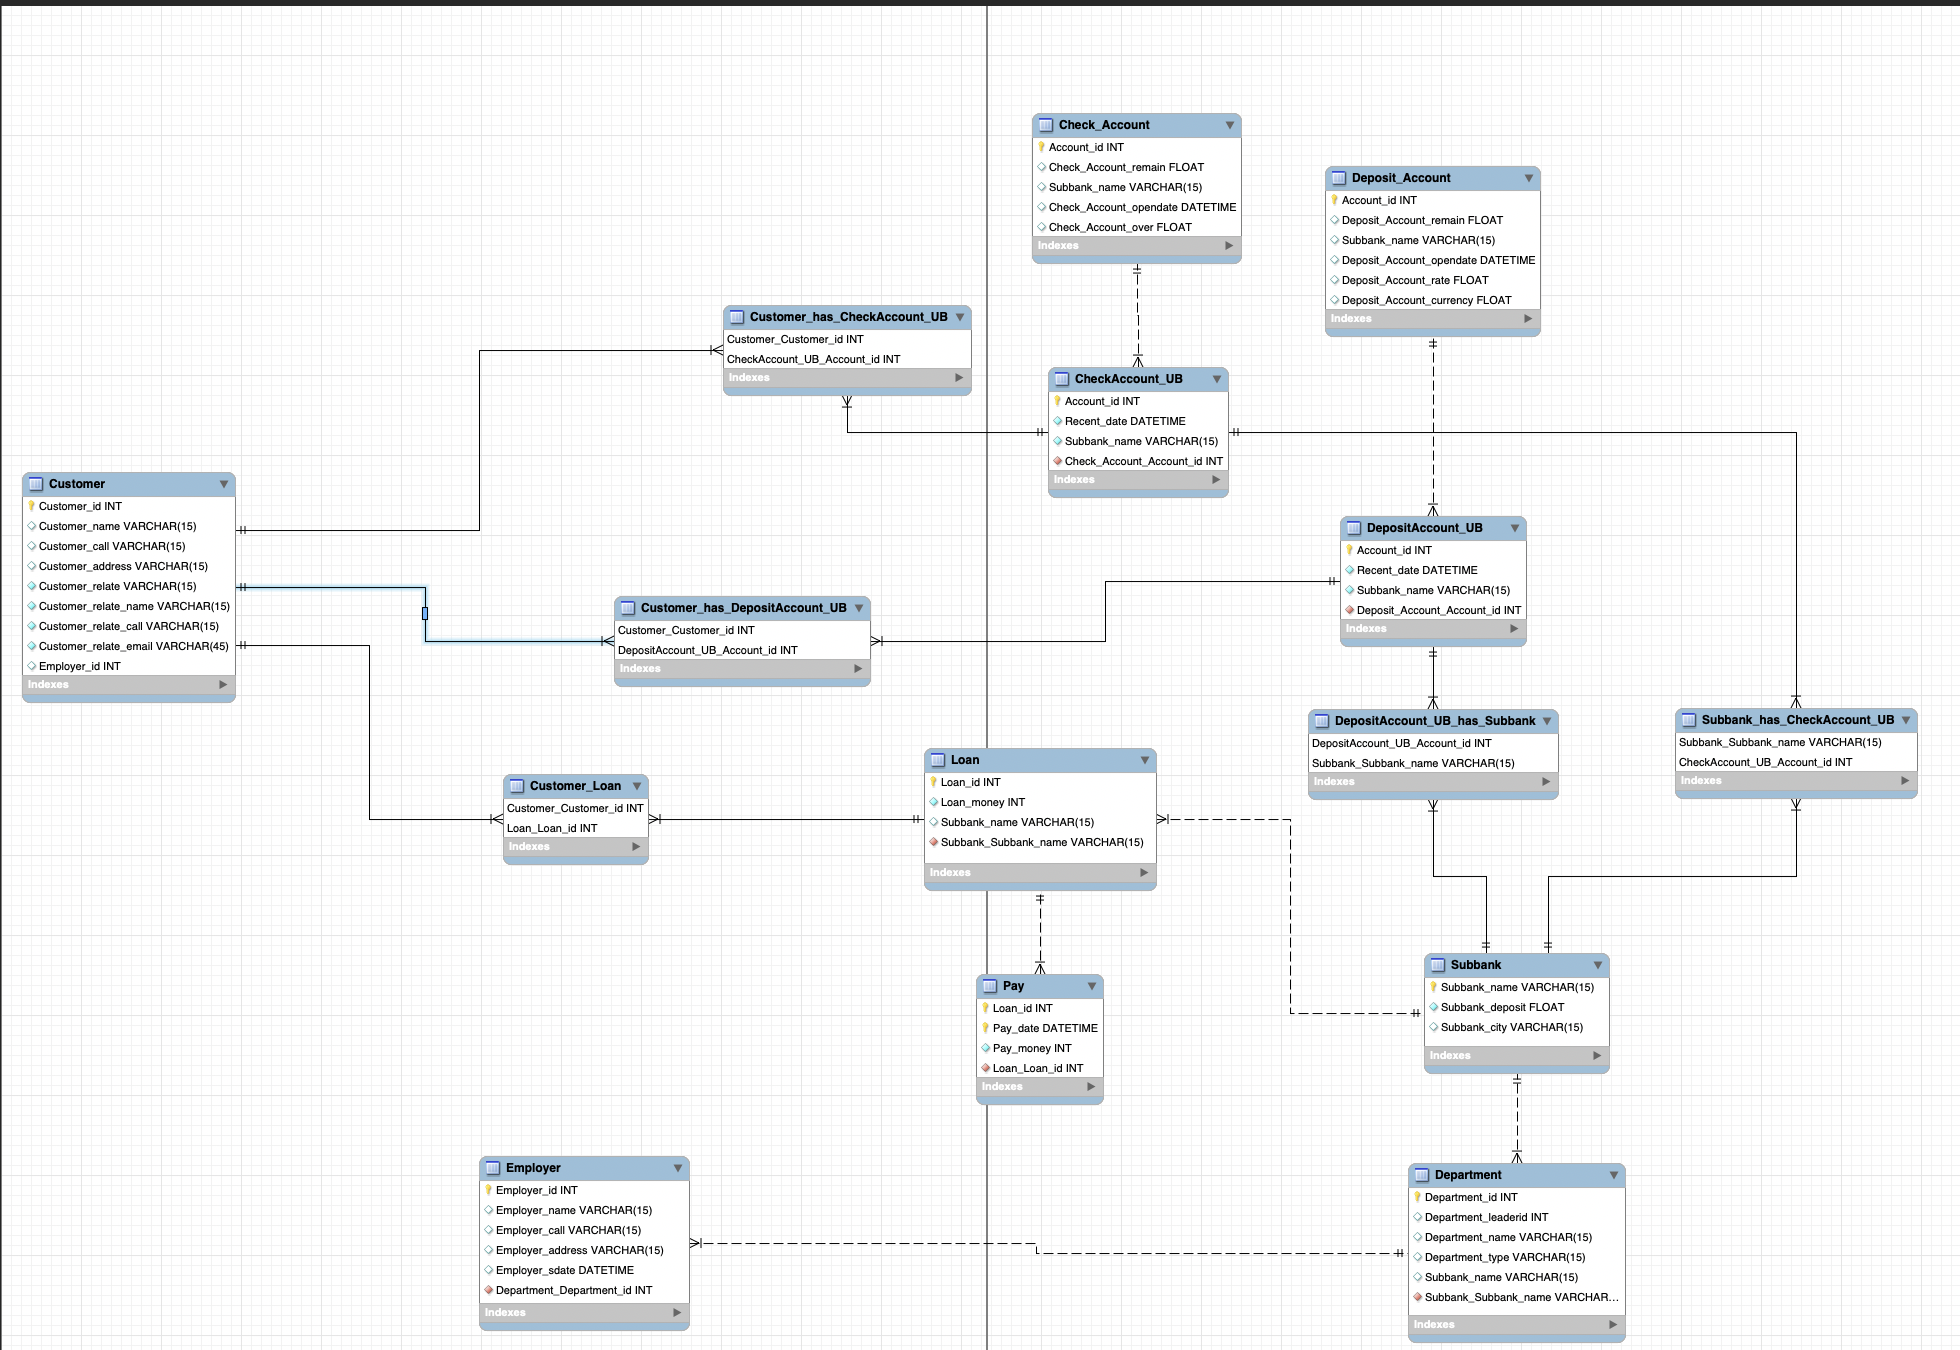 Check_Account
Account_id INT
Check_Account_remain FLOAT
Subbank_name VARCHAR(15)
Check_Account_opendate DATETIME
Check_Account_over FLOAT
Indexes
Deposit_Account
Account_id INT
Deposit_Account_remain FLOAT
Subbank_name VARCHAR(15)
Deposit_Account_opendate DATETIME
Deposit_Account_rate FLOAT
Deposit_Account_currency FLOAT
Indexes
Customer_has_CheckAccount_UB
Customer_Customer_id INT
CheckAccount_UB_Account_id INT
Indexes
CheckAccount_UB
Account_id INT
Recent_date DATETIME
Subbank_name VARCHAR(15)
Check_Account_Account_id INT
Indexes
Customer
Customer_id INT
Customer_name VARCHAR(15)
Customer_call VARCHAR(15)
Customer_address VARCHAR(15)
Customer_relate VARCHAR(15)
Customer_relate_name VARCHAR(15)
Customer_relate_call VARCHAR(15)
Customer_relate_email VARCHAR(45)
Employer_id INT
Indexes
DepositAccount_UB
Account_id INT
Recent_date DATETIME
Subbank_name VARCHAR(15)
Deposit_Account_Account_id INT
Indexes
Customer_has_DepositAccount_UB
Customer_Customer_id INT
DepositAccount_UB_Account_id INT
Indexes
DepositAccount_UB_has_Subbank
DepositAccount_UB_Account_id INT
Subbank_Subbank_name VARCHAR(15)
Indexes
Subbank_has_CheckAccount_UB
Subbank_Subbank_name VARCHAR(15)
CheckAccount_UB_Account_id INT
Indexes
Customer_Loan
Customer_Customer_id INT
Loan_Loan_id INT
Indexes
Loan
Loan_id INT
Loan_money INT
Subbank_name VARCHAR(15)
Subbank_Subbank_name VARCHAR(15)
Indexes
Subbank
Subbank_name VARCHAR(15)
Subbank_deposit FLOAT
Subbank_city VARCHAR(15)
Indexes
Pay
Loan_id INT
Pay_date DATETIME
Pay_money INT
Loan_Loan_id INT
Indexes
Employer
Employer_id INT
Employer_name VARCHAR(15)
Employer_call VARCHAR(15)
Employer_address VARCHAR(15)
Employer_sdate DATETIME
Department_Department_id INT
Indexes
Department
Department_id INT
Department_leaderid INT
Department_name VARCHAR(15)
Department_type VARCHAR(15)
Subbank_name VARCHAR(15)
Subbank_Subbank_name VARCHAR...
Indexes